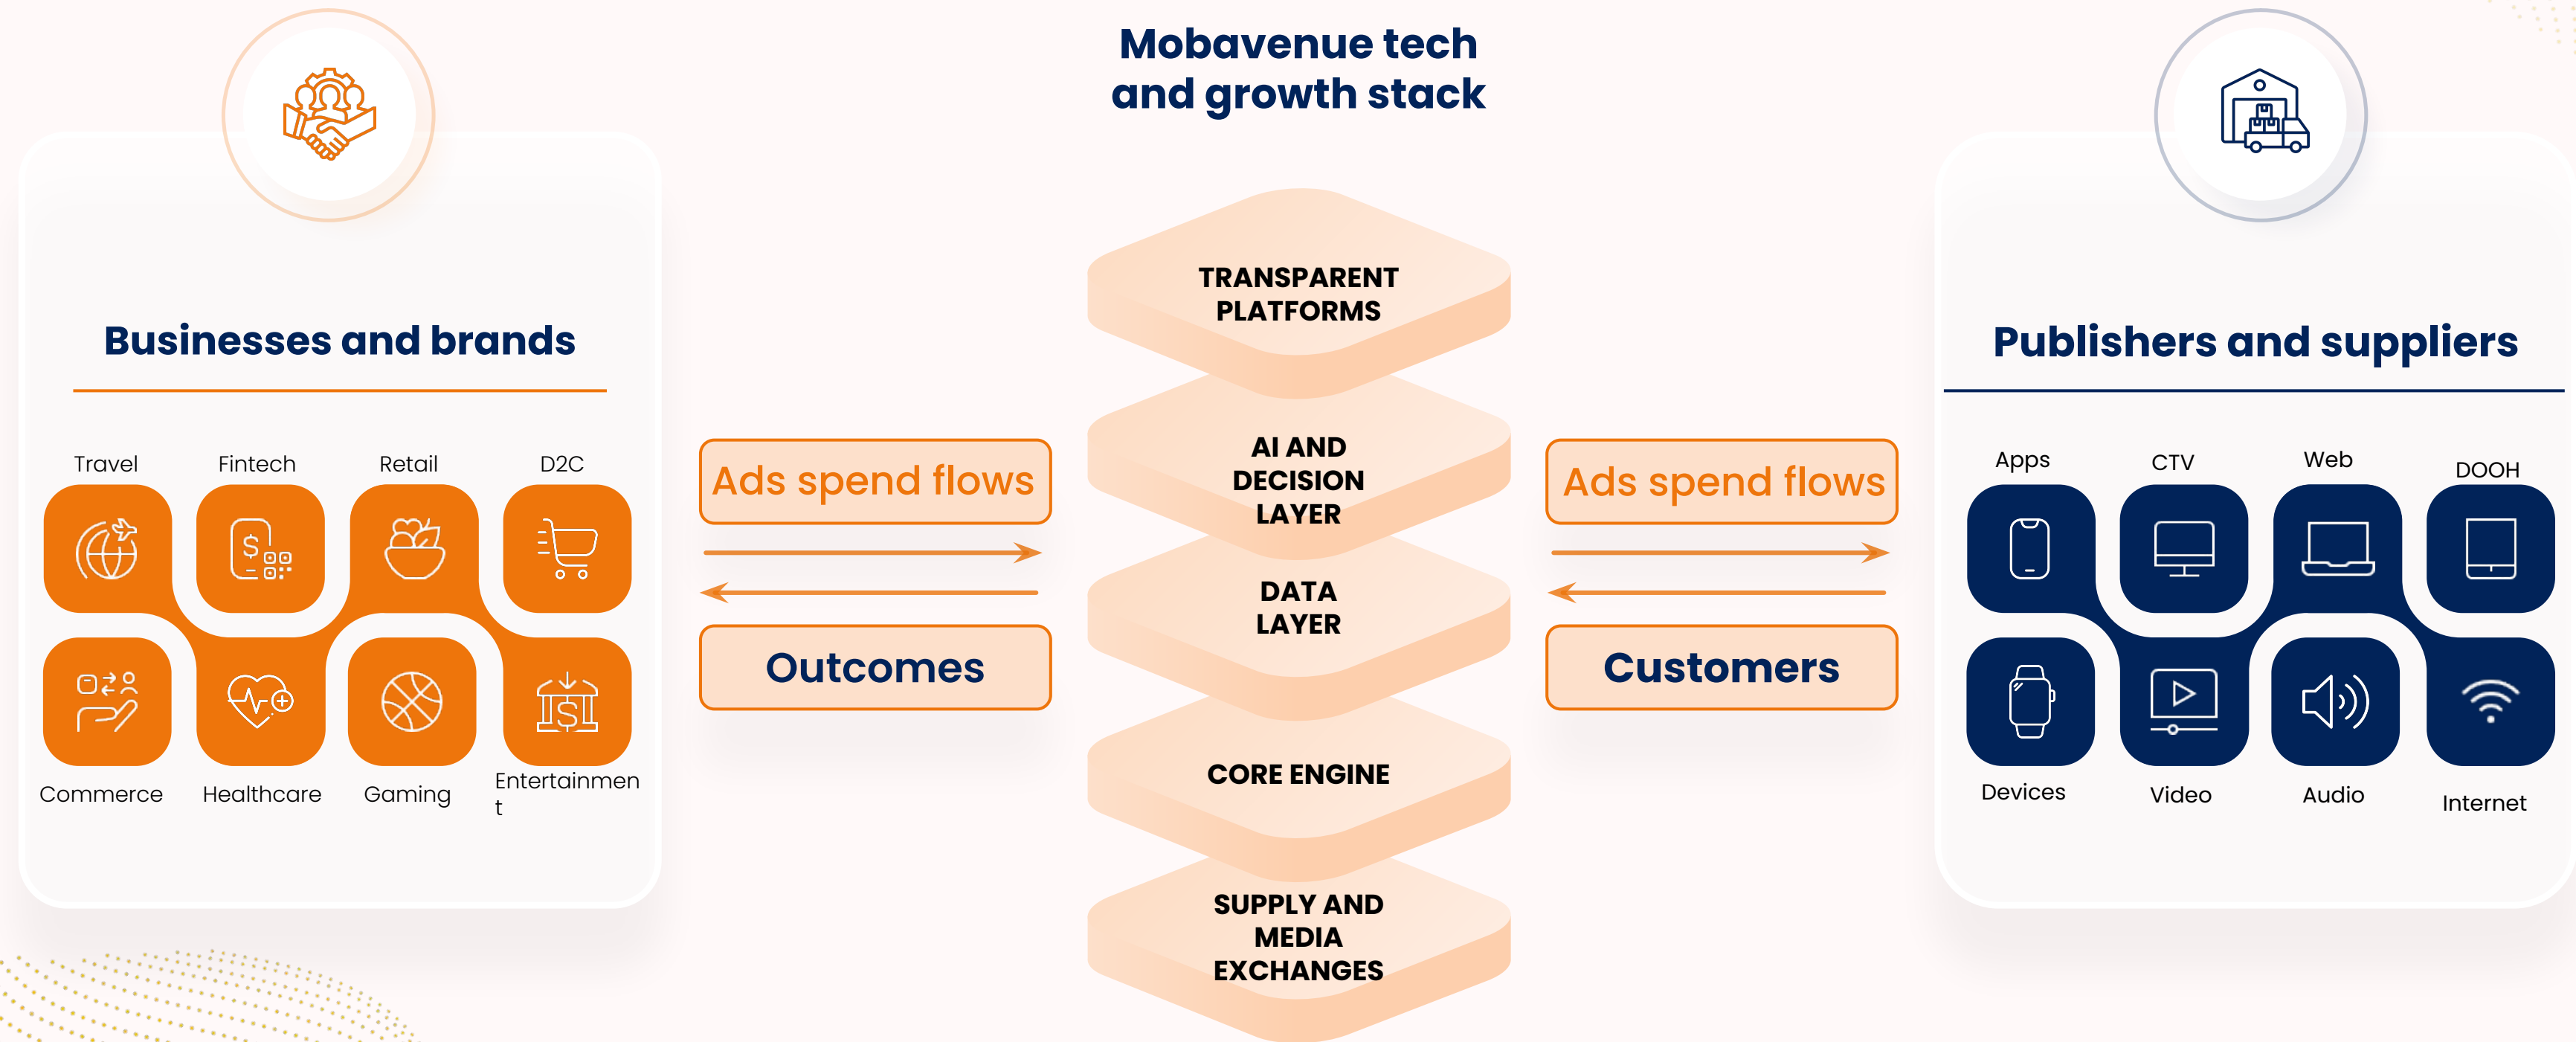 Mobavenue tech
and growth stack
Businesses and brands
Travel
Fintech
Retail
D2C
Commerce
Healthcare
Gaming
Entertainmen
t
Ads spend flows
Outcomes
TRANSPARENT
PLATFORMS
AI AND
DECISION
LAYER
DATA
LAYER
CORE ENGINE
SUPPLY AND
MEDIA
EXCHANGES
Ads spend flows
Customers
Publishers and suppliers
Apps
CTV
Web
DOOH
Devices
Video
Audio
Internet